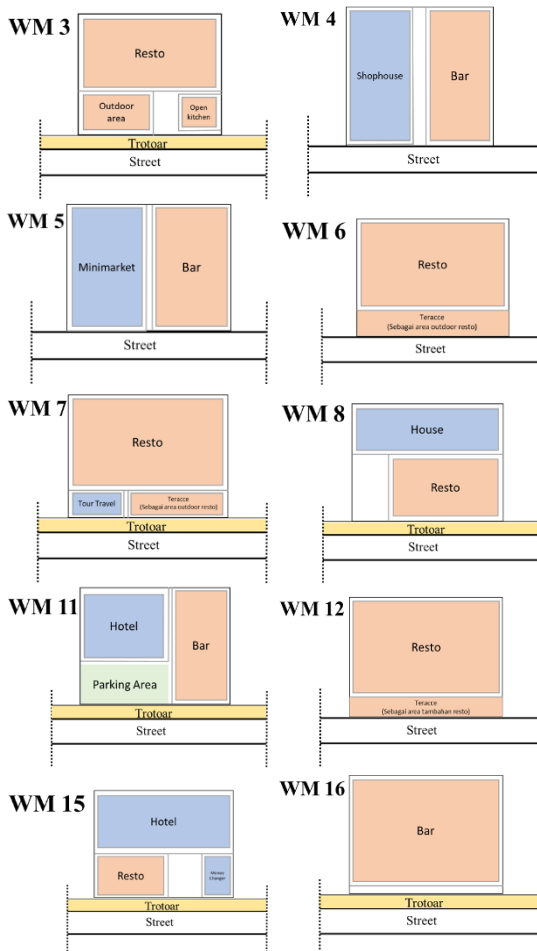 WM 3
Resto
Outdoor
area
Open
kitchen
Trotoar
Street
WM 4
Shophouse
Bar
Street
WM 5
Minimarket
Bar
Street
WM 6
Resto
Teracce
(Sebagai area outdoor resto)
Street
WM 7
Resto
Tour Travel
Teracce
(Sebagai area outdoor resto)
Trotoar
Street
WM 8
House
Resto
Trotoar
Street
WM 11
Hotel
Bar
Parking Area
Trotoar
Street
WM 12
Resto
Teracce
(Sebagai area tambahan resto)
Street
WM 15
Hotel
Resto
Money
Changer
Trotoar
Street
WM 16
Bar
Trotoar
Street